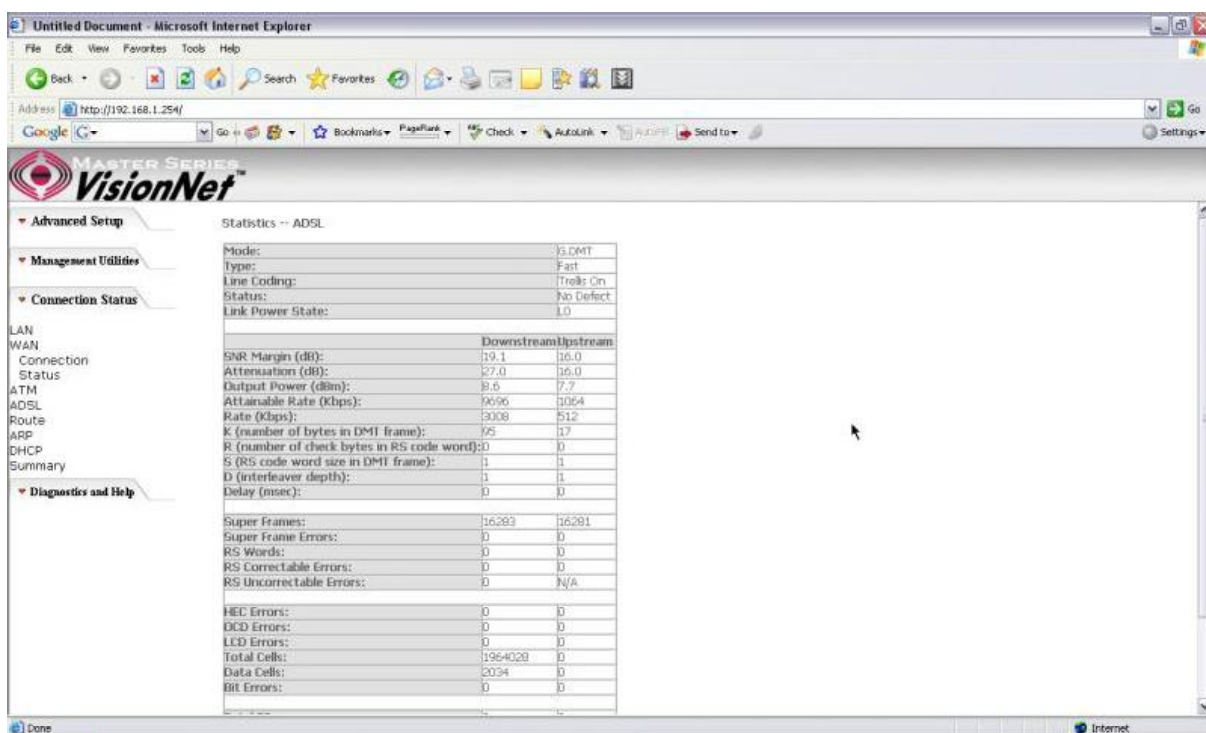 Untitled Document - Microsoft Internet Explorer
File Edit View Favorites Tools Help
Back Search Favorites
Address http://192.168.1.254/ Go
Google G Go Bookmarks PageRank Check AutoLink AutoFill Send to Settings
MASTER SERIES
VisionNet™
Advanced Setup
Management Utilities
Connection Status
LAN
WAN
Connection
Status
ATM
ADSL
Route
ARP
DHCP
Summary
Diagnostics and Help
Statistics -- ADSL
Mode: G.DMT
Type: Fast
Line Coding: Trellis On
Status: No Defect
Link Power State: L0
Downstream Upstream
SNR Margin (dB): 19.1 16.0
Attenuation (dB): 27.0 16.0
Output Power (dBm): 8.6 7.7
Attainable Rate (Kbps): 9696 1064
Rate (Kbps): 3008 512
K (number of bytes in DMT frame): 95 17
R (number of check bytes in RS code word): 0 0
S (RS code word size in DMT frame): 1 1
D (interleaver depth): 1 1
Delay (msec): 0 0
Super Frames: 16283 16281
Super Frame Errors: 0 0
RS Words: 0 0
RS Correctable Errors: 0 0
RS Uncorrectable Errors: 0 N/A
HEC Errors: 0 0
OCD Errors: 0 0
LCD Errors: 0 0
Total Cells: 1964028 0
Data Cells: 2034 0
Bit Errors: 0 0
Done Internet